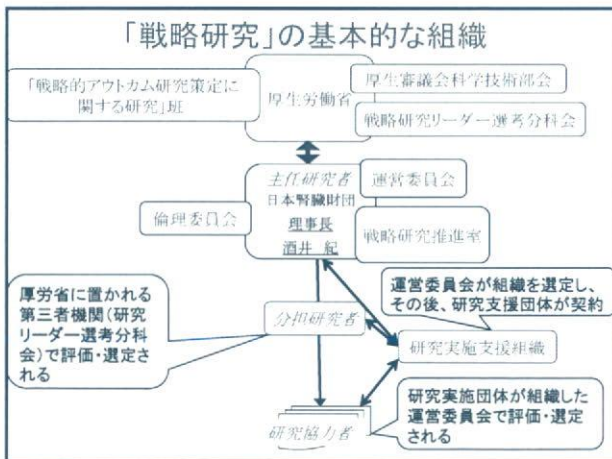 「戦略研究」の基本的な組織
「戦略的アウトカム研究策定に
関する研究」班
厚生労働省
厚生審議会科学技術部会
戦略研究リーダー選考分科会
主任研究者
日本腎臓財団
理事長
酒井 紀
運営委員会
倫理委員会
戦略研究推進室
厚労省に置かれる
第三者機関(研究
リーダー選考分科
会)で評価・選定さ
れる
運営委員会が組織を選定し、
その後、研究支援団体が契約
分担研究者
研究実施支援組織
研究実施団体が組織した
運営委員会で評価・選定
される
研究協力者